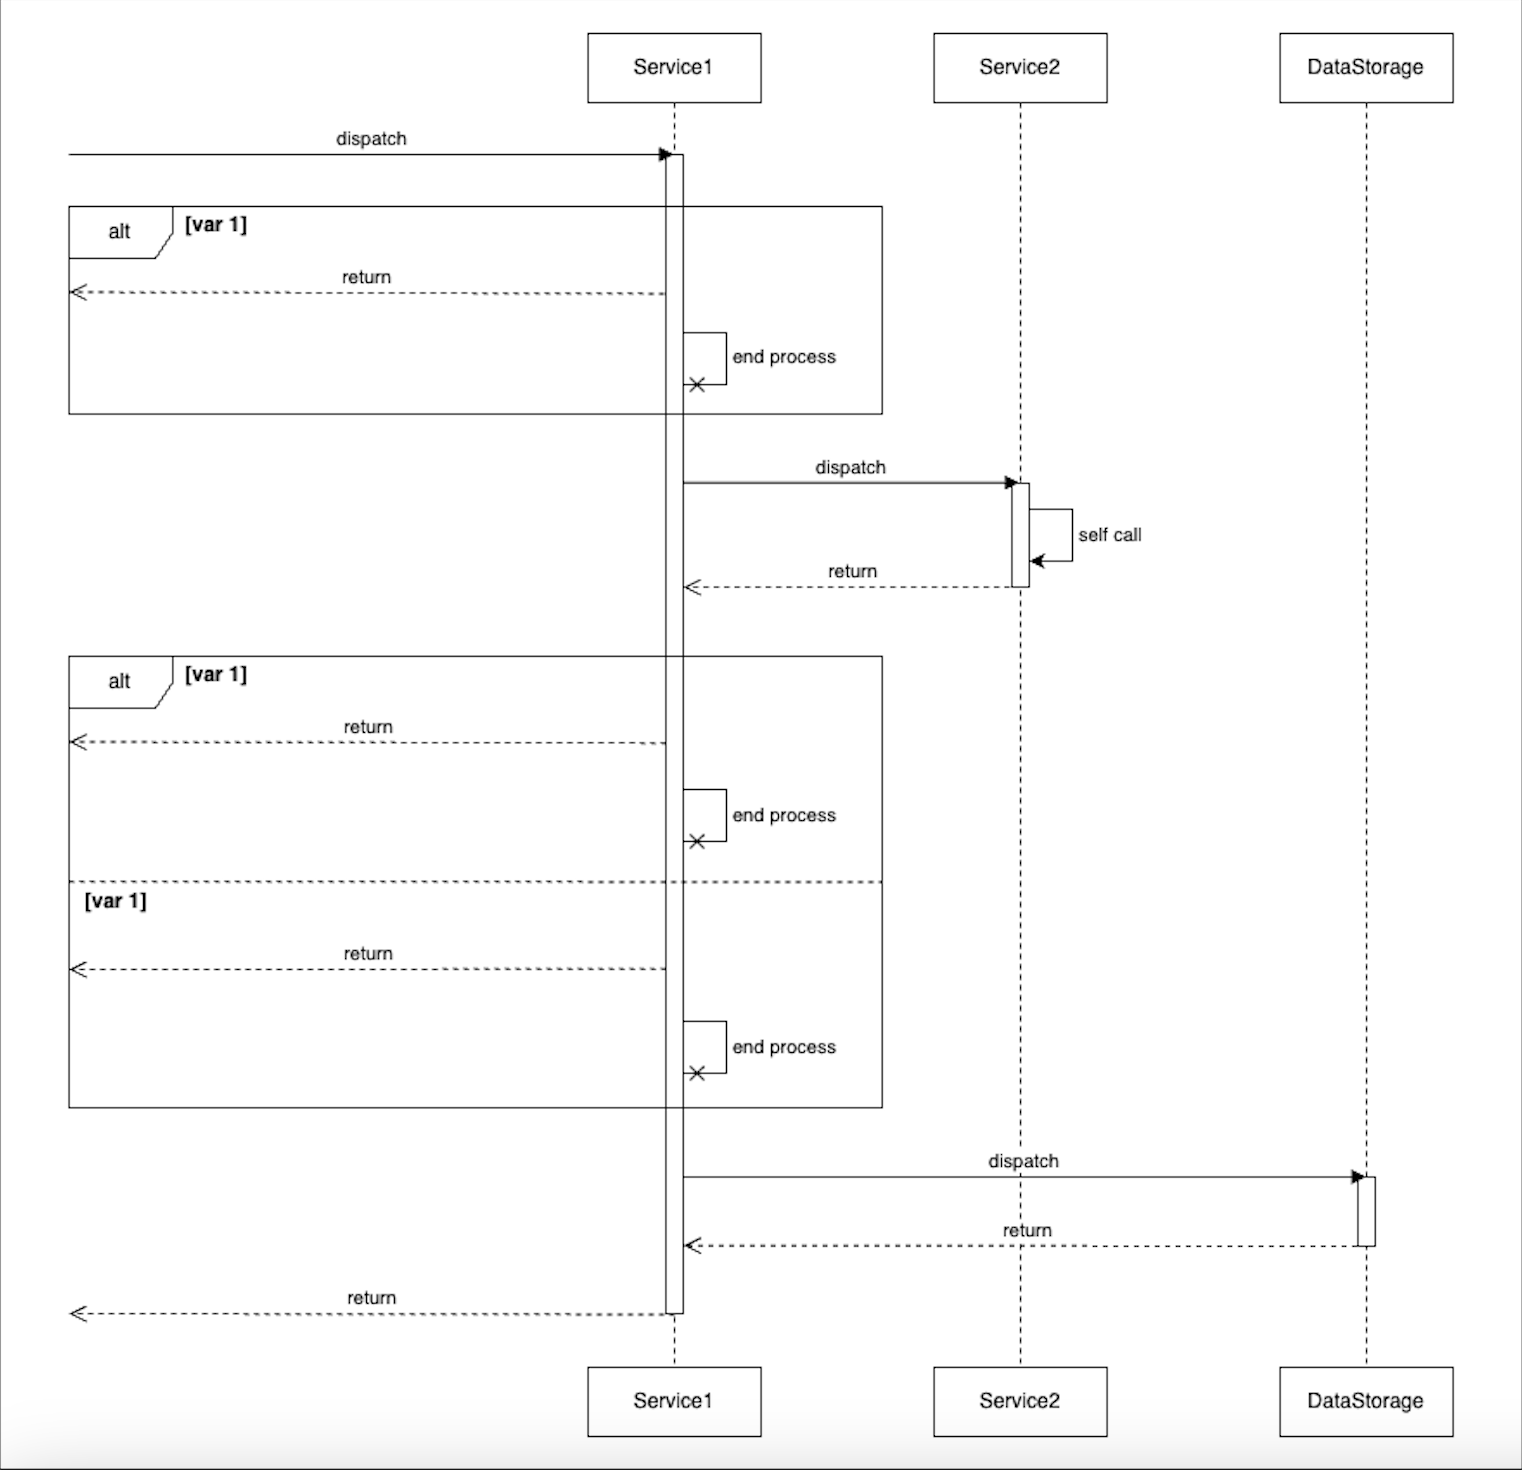 Service1
Service2
DataStorage
dispatch
alt
[var 1]
return
end process
dispatch
self call
return
alt
[var 1]
return
end process
[var 1]
return
end process
dispatch
return
return
Service1
Service2
DataStorage